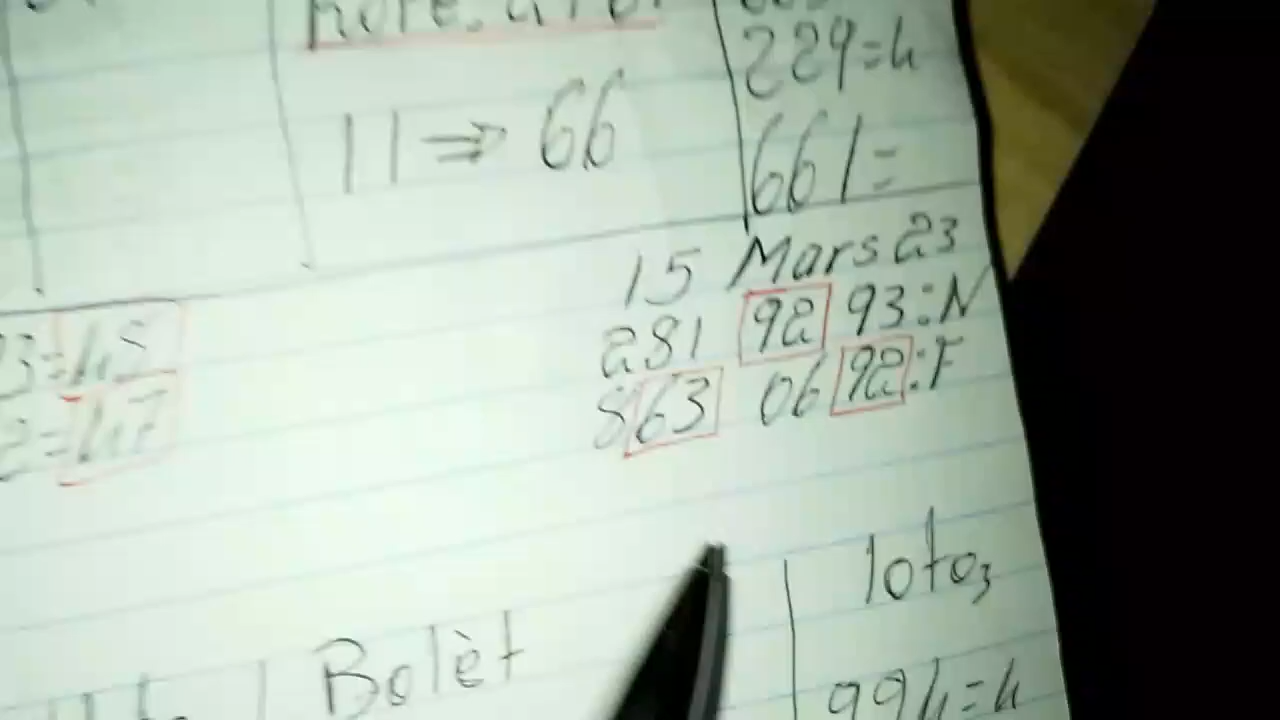 229=4
11 ⇒ 66
661=
15 Mars 23
281 92 93:N
863 06 92:F
loto3
Bolèt
994=4